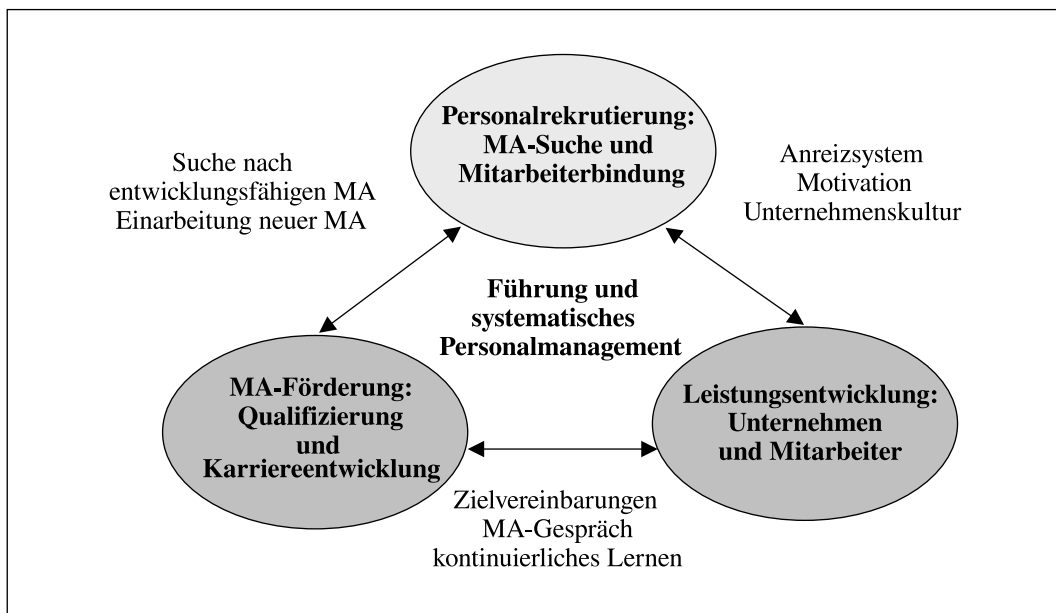 Personalrekrutierung:
MA-Suche und
Mitarbeiterbindung
Suche nach
entwicklungsfähigen MA
Einarbeitung neuer MA
Anreizsystem
Motivation
Unternehmenskultur
Führung und
systematisches
Personalmanagement
MA-Förderung:
Qualifizierung
und
Karriereentwicklung
Leistungsentwicklung:
Unternehmen
und Mitarbeiter
Zielvereinbarungen
MA-Gespräch
kontinuierliches Lernen